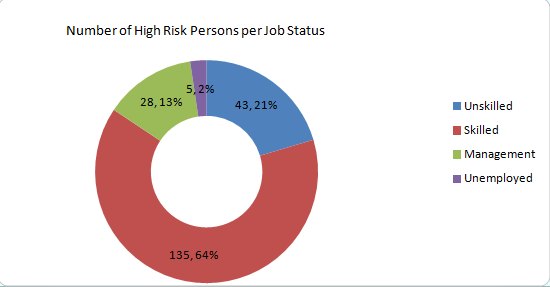 Number of High Risk Persons per Job Status
5, 2%
28, 13%
43, 21%
135, 64%
Unskilled
Skilled
Management
Unemployed